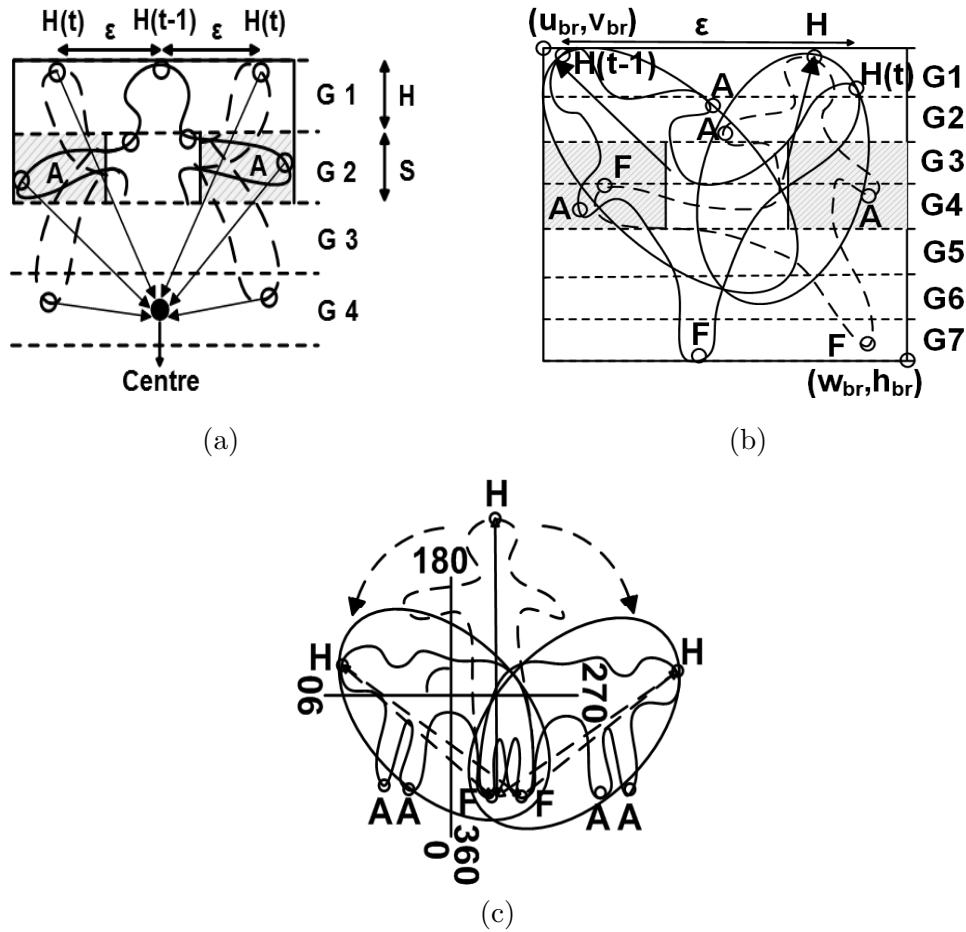 H(t) H(t-1) H(t)
ε ε
G 1 H
A A G 2 S
G 3
G 4
Centre
(a)
(u_br,v_br) ε H
H(t-1) H(t) G1
A G2
A
F G3
A A G4
G5
G6
F F G7
(w_br,h_br)
(b)
H
180
H H
90 270
F F
A A A A
360
0
(c)